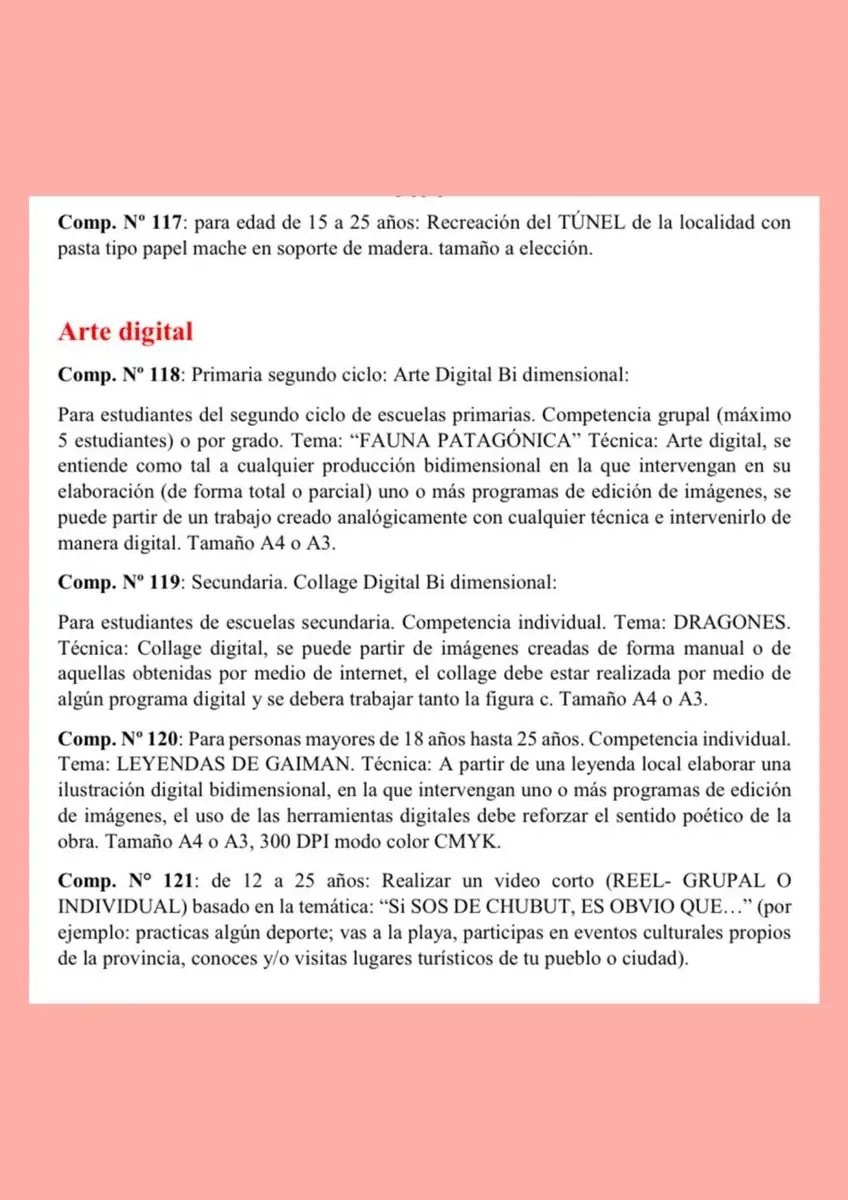 Comp. Nº 117: para edad de 15 a 25 años: Recreación del TÚNEL de la localidad con
pasta tipo papel mache en soporte de madera. tamaño a elección.
Arte digital
Comp. Nº 118: Primaria segundo ciclo: Arte Digital Bi dimensional:
Para estudiantes del segundo ciclo de escuelas primarias. Competencia grupal (máximo
5 estudiantes) o por grado. Tema: “FAUNA PATAGÓNICA” Técnica: Arte digital, se
entiende como tal a cualquier producción bidimensional en la que intervengan en su
elaboración (de forma total o parcial) uno o más programas de edición de imágenes, se
puede partir de un trabajo creado analógicamente con cualquier técnica e intervenirlo de
manera digital. Tamaño A4 o A3.
Comp. Nº 119: Secundaria. Collage Digital Bi dimensional:
Para estudiantes de escuelas secundaria. Competencia individual. Tema: DRAGONES.
Técnica: Collage digital, se puede partir de imágenes creadas de forma manual o de
aquellas obtenidas por medio de internet, el collage debe estar realizada por medio de
algún programa digital y se debera trabajar tanto la figura c. Tamaño A4 o A3.
Comp. Nº 120: Para personas mayores de 18 años hasta 25 años. Competencia individual.
Tema: LEYENDAS DE GAIMAN. Técnica: A partir de una leyenda local elaborar una
ilustración digital bidimensional, en la que intervengan uno o más programas de edición
de imágenes, el uso de las herramientas digitales debe reforzar el sentido poético de la
obra. Tamaño A4 o A3, 300 DPI modo color CMYK.
Comp. N° 121: de 12 a 25 años: Realizar un video corto (REEL- GRUPAL O
INDIVIDUAL) basado en la temática: “Si SOS DE CHUBUT, ES OBVIO QUE…” (por
ejemplo: practicas algún deporte; vas a la playa, participas en eventos culturales propios
de la provincia, conoces y/o visitas lugares turísticos de tu pueblo o ciudad).